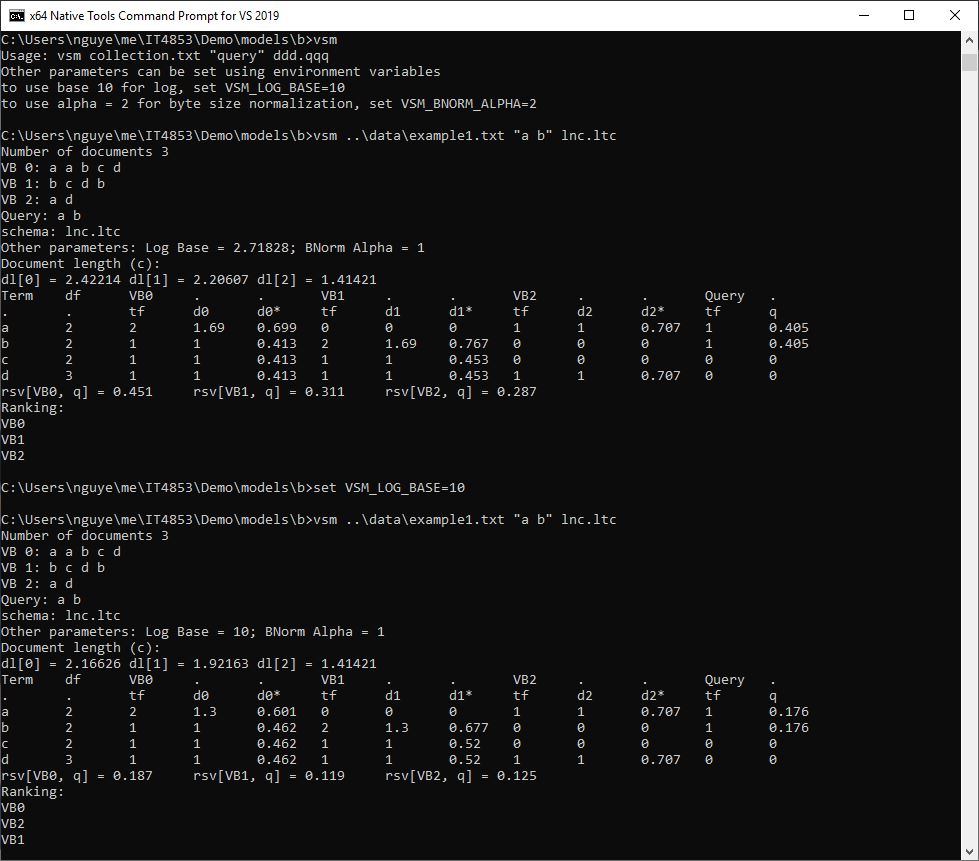 x64 Native Tools Command Prompt for VS 2019
C:\Users\nguye\me\IT4853\Demo\models\b>vsm
Usage: vsm collection.txt "query" ddd.qqq
Other parameters can be set using environment variables
to use base 10 for log, set VSM_LOG_BASE=10
to use alpha = 2 for byte size normalization, set VSM_BNORM_ALPHA=2
C:\Users\nguye\me\IT4853\Demo\models\b>vsm ..\data\example1.txt "a b" lnc.ltc
Number of documents 3
VB 0: a a b c d
VB 1: b c d b
VB 2: a d
Query: a b
schema: lnc.ltc
Other parameters: Log Base = 2.71828; BNorm Alpha = 1
Document length (c):
dl[0] = 2.42214 dl[1] = 2.20607 dl[2] = 1.41421
Term df VB0 . . VB1 . . VB2 . . Query .
. . tf d0 d0* tf d1 d1* tf d2 d2* tf q
a 2 2 1.69 0.699 0 0 0 1 1 0.707 1 0.405
b 2 1 1 0.413 2 1.69 0.767 0 0 0 1 0.405
c 2 1 1 0.413 1 1 0.453 0 0 0 0 0
d 3 1 1 0.413 1 1 0.453 1 1 0.707 0 0
rsv[VB0, q] = 0.451 rsv[VB1, q] = 0.311 rsv[VB2, q] = 0.287
Ranking:
VB0
VB1
VB2
C:\Users\nguye\me\IT4853\Demo\models\b>set VSM_LOG_BASE=10
C:\Users\nguye\me\IT4853\Demo\models\b>vsm ..\data\example1.txt "a b" lnc.ltc
Number of documents 3
VB 0: a a b c d
VB 1: b c d b
VB 2: a d
Query: a b
schema: lnc.ltc
Other parameters: Log Base = 10; BNorm Alpha = 1
Document length (c):
dl[0] = 2.16626 dl[1] = 1.92163 dl[2] = 1.41421
Term df VB0 . . VB1 . . VB2 . . Query .
. . tf d0 d0* tf d1 d1* tf d2 d2* tf q
a 2 2 1.3 0.601 0 0 0 1 1 0.707 1 0.176
b 2 1 1 0.462 2 1.3 0.677 0 0 0 1 0.176
c 2 1 1 0.462 1 1 0.52 0 0 0 0 0
d 3 1 1 0.462 1 1 0.52 1 1 0.707 0 0
rsv[VB0, q] = 0.187 rsv[VB1, q] = 0.119 rsv[VB2, q] = 0.125
Ranking:
VB0
VB2
VB1